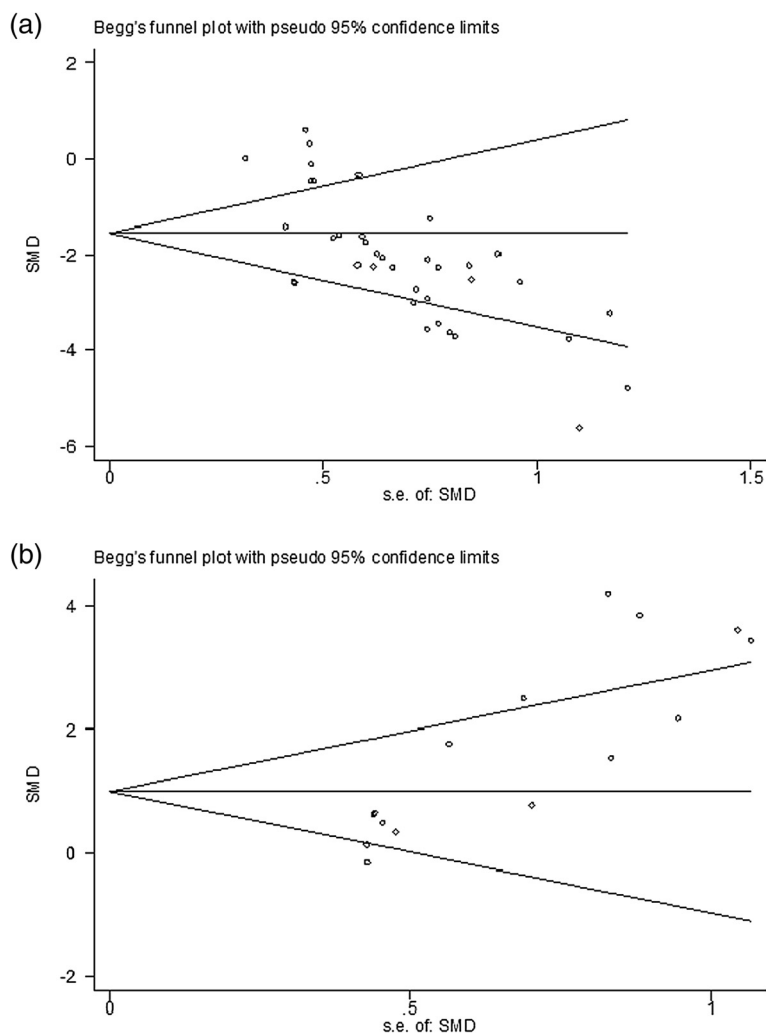 (a)
Begg's funnel plot with pseudo 95% confidence limits
2
0
-2
-4
-6
SMD
0 .5 1 1.5
s.e. of: SMD
(b)
Begg's funnel plot with pseudo 95% confidence limits
4
2
0
-2
SMD
0 .5 1
s.e. of: SMD